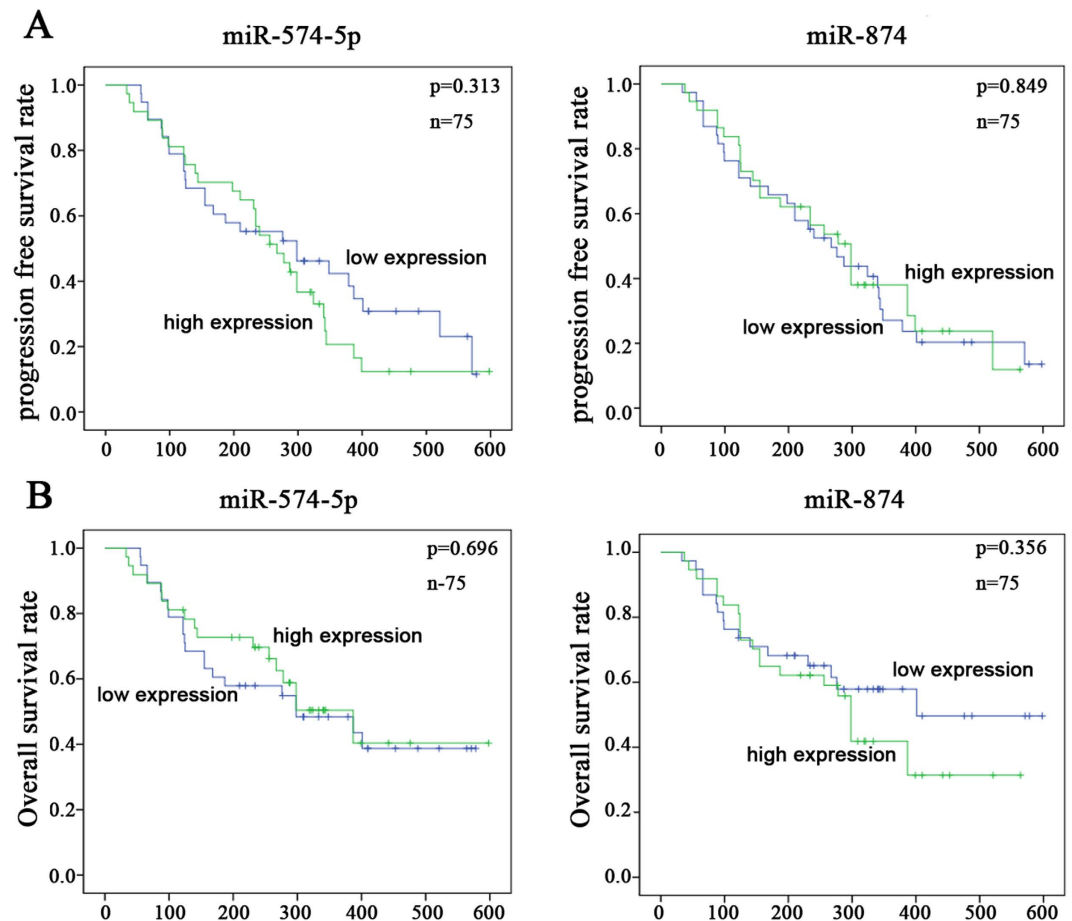 A
miR-574-5p
miR-874
progression free survival rate
1.0
0.8
0.6
0.4
0.2
0.0
p=0.313
n=75
low expression
high expression
0 100 200 300 400 500 600
progression free survival rate
1.0
0.8
0.6
0.4
0.2
0.0
p=0.849
n=75
high expression
low expression
0 100 200 300 400 500 600
B
miR-574-5p
miR-874
Overall survival rate
1.0
0.8
0.6
0.4
0.2
0.0
p=0.696
n-75
high expression
low expression
0 100 200 300 400 500 600
Overall survival rate
1.0
0.8
0.6
0.4
0.2
0.0
p=0.356
n=75
low expression
high expression
0 100 200 300 400 500 600